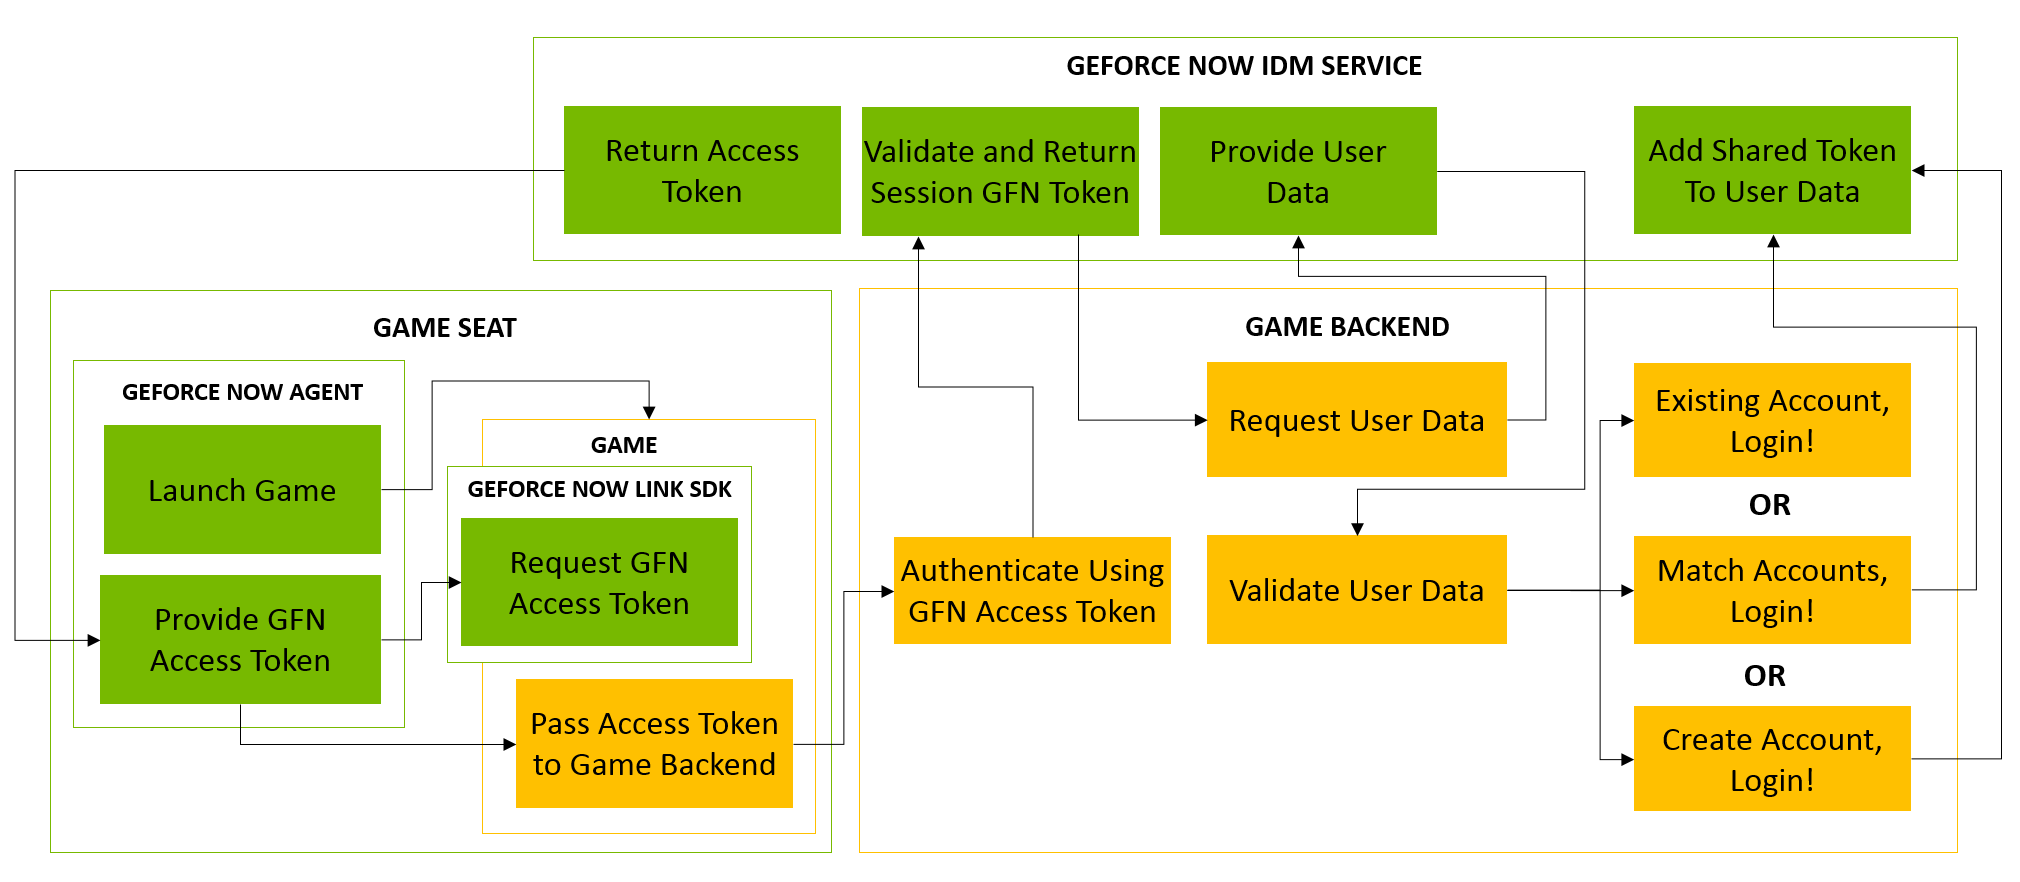 GEFORCE NOW IDM SERVICE
Return Access
Token
Validate and Return
Session GFN Token
Provide User
Data
Add Shared Token
To User Data
GAME SEAT
GEFORCE NOW AGENT
Launch Game
Provide GFN
Access Token
GAME
GEFORCE NOW LINK SDK
Request GFN
Access Token
Pass Access Token
to Game Backend
GAME BACKEND
Authenticate Using
GFN Access Token
Request User Data
Validate User Data
Existing Account,
Login!
OR
Match Accounts,
Login!
OR
Create Account,
Login!